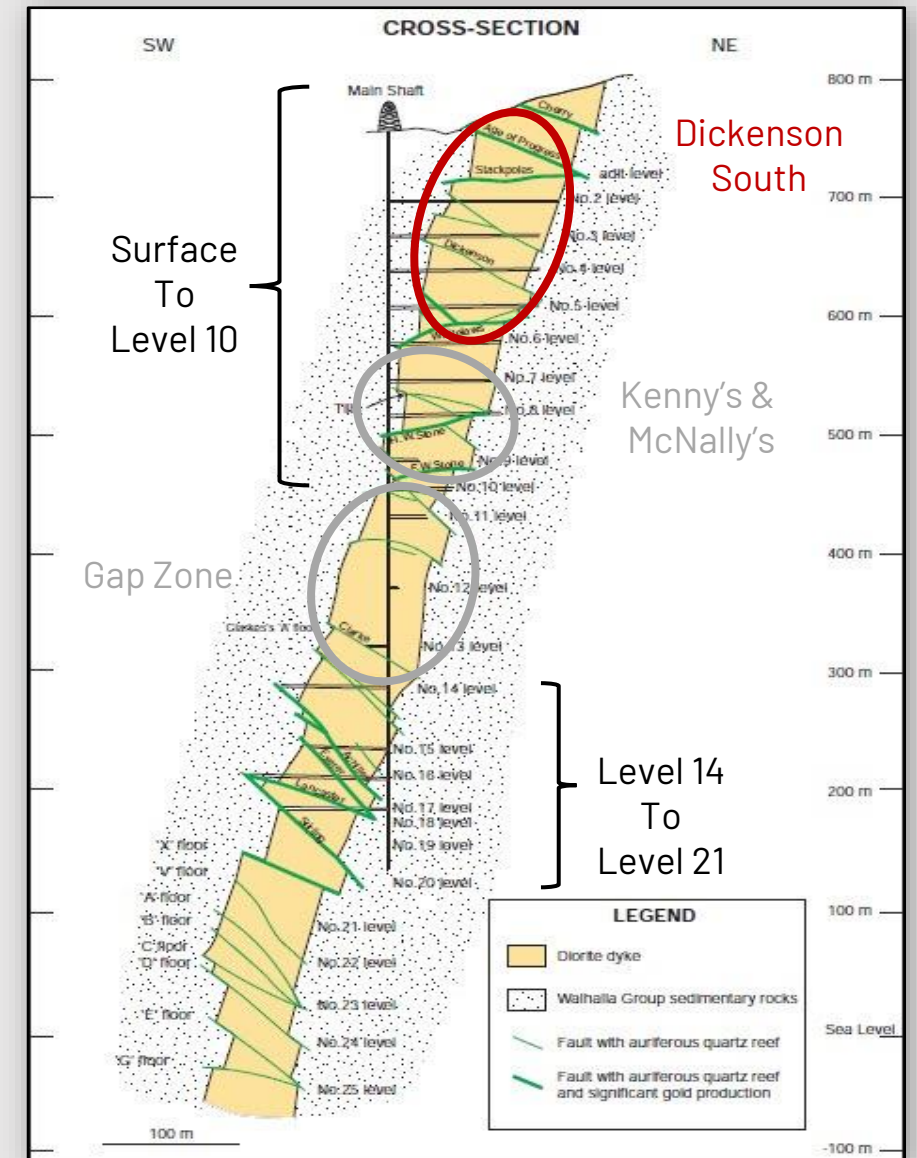 CROSS-SECTION
SW
NE
800 m
Main Shaft
Cherry
Age of Progress
Dickenson
South
Stackpoles
adit level
700 m
No.2 level
Surface
To
Level 10
No.3 level
Dickenson
No.4 level
No.5 level
600 m
No.6 level
No.7 level
Kenny's &
McNally's
No.8 level
H.W.Stone
500 m
F.W.Stone
No.9 level
No.10 level
No.11 level
400 m
Gap Zone
No.12 level
Clarke
No.13 level
300 m
No.14 level
No.15 level
No.16 level
Level 14
To
Level 21
Lancaster
200 m
No.17 level
No.18 level
"X" floor
No.19 level
"V" floor
No.20 level
"A" floor
100 m
"B" floor
No.21 level
"C" floor
"D" floor
No.22 level
No.23 level
"E" floor
Sea Level
No.24 level
"G" floor
No.25 level
100 m
-100 m
LEGEND
Diorite dyke
Walhalla Group sedimentary rocks
Fault with auriferous quartz reef
Fault with auriferous quartz reef
and significant gold production